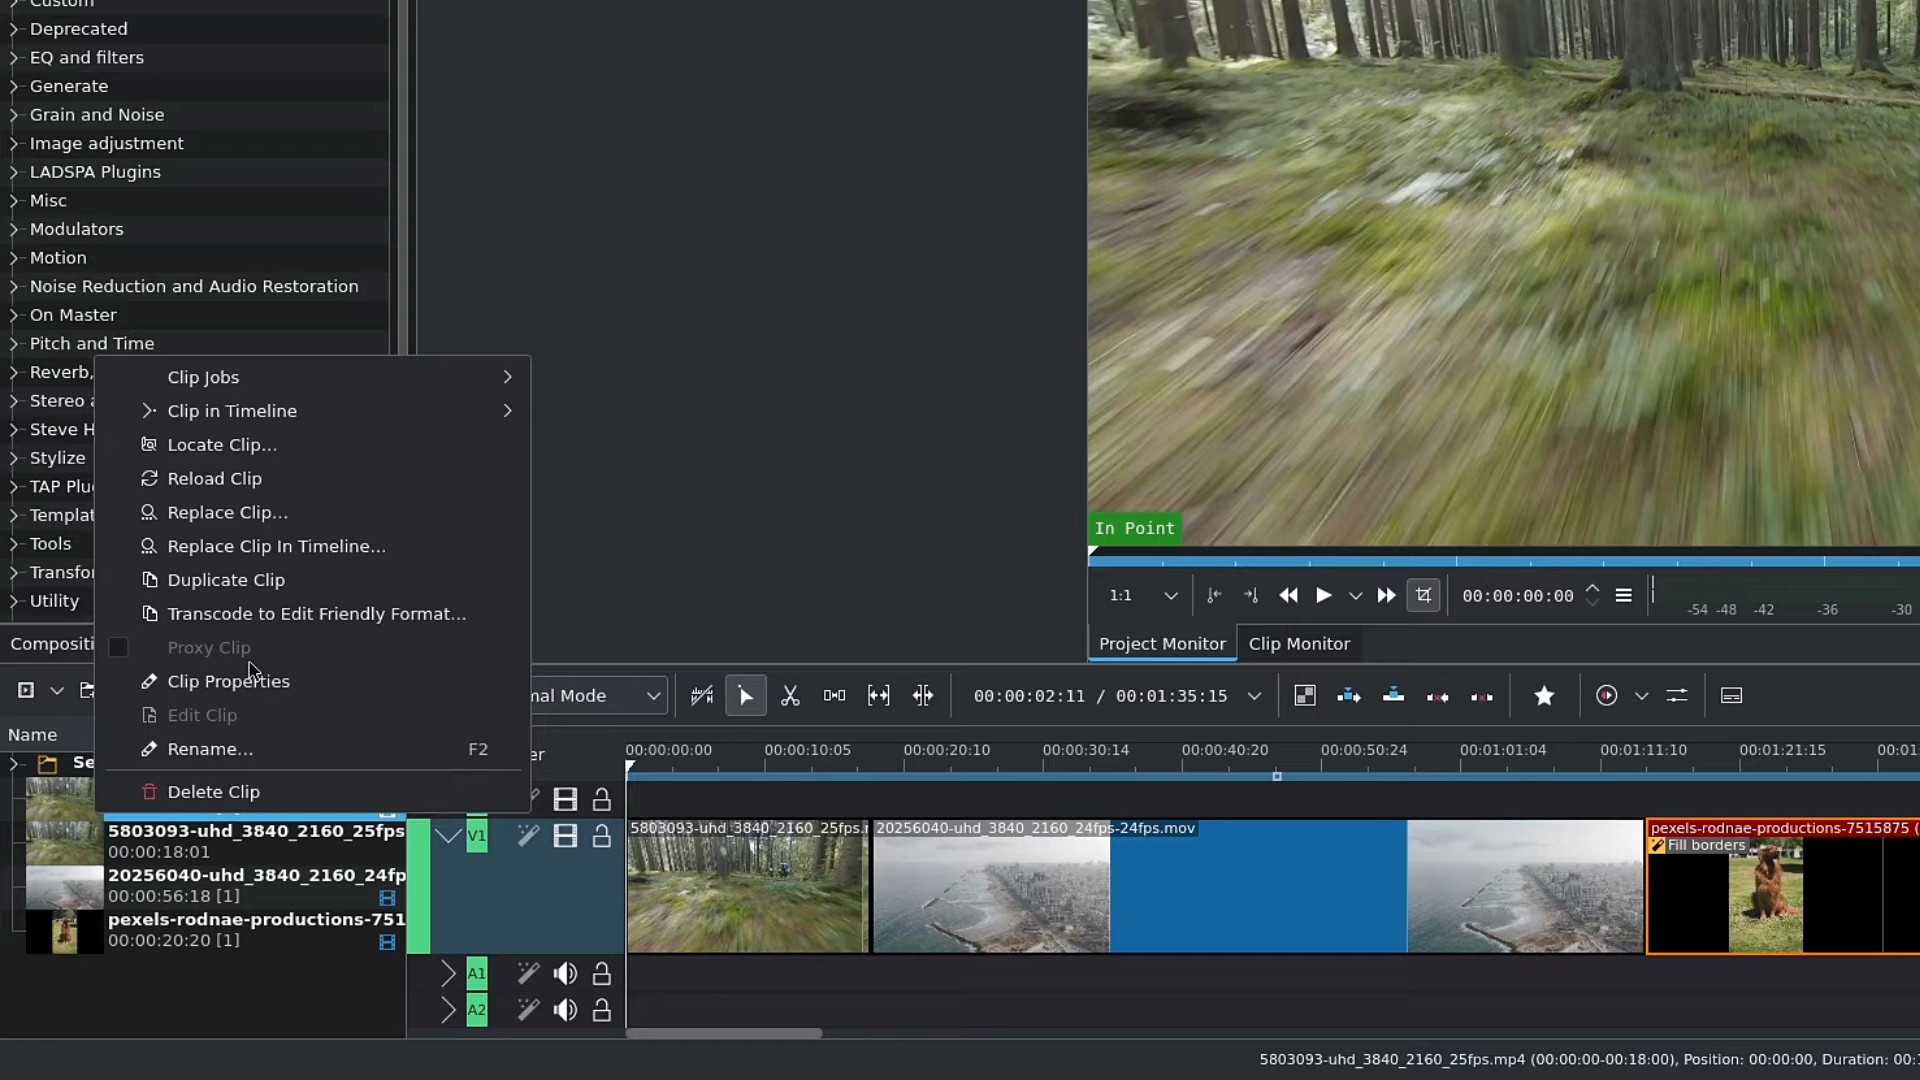 Custom
Deprecated
EQ and filters
Generate
Grain and Noise
Image adjustment
LADSPA Plugins
Misc
Modulators
Motion
Noise Reduction and Audio Restoration
On Master
Pitch and Time
Reverb,
Stereo
Steve H
Stylize
TAP Plu
Templat
Tools
Transfo
Utility
Compositi
Clip Jobs
Clip in Timeline
Locate Clip...
Reload Clip
Replace Clip...
Replace Clip In Timeline...
Duplicate Clip
Transcode to Edit Friendly Format...
Proxy Clip
Clip Properties
Edit Clip
Rename... F2
Delete Clip
In Point
1:1
00:00:00:00
-54 -48 -42 -36 -30
Project Monitor
Clip Monitor
mal Mode
00:00:02:11 / 00:01:35:15
Name
Se
5803093-uhd_3840_2160_25fps
00:00:18:01
20256040-uhd_3840_2160_24fp
00:00:56:18 [1]
pexels-rodnae-productions-751
00:00:20:20 [1]
er
00:00:00:00 00:00:10:05 00:00:20:10 00:00:30:14 00:00:40:20 00:00:50:24 00:01:01:04 00:01:11:10 00:01:21:15 00:01
V1
5803093-uhd_3840_2160_25fps.
20256040-uhd_3840_2160_24fps-24fps.mov
pexels-rodnae-productions-7515875 (
Fill borders
A1
A2
5803093-uhd_3840_2160_25fps.mp4 (00:00:00-00:18:00), Position: 00:00:00, Duration: 00: